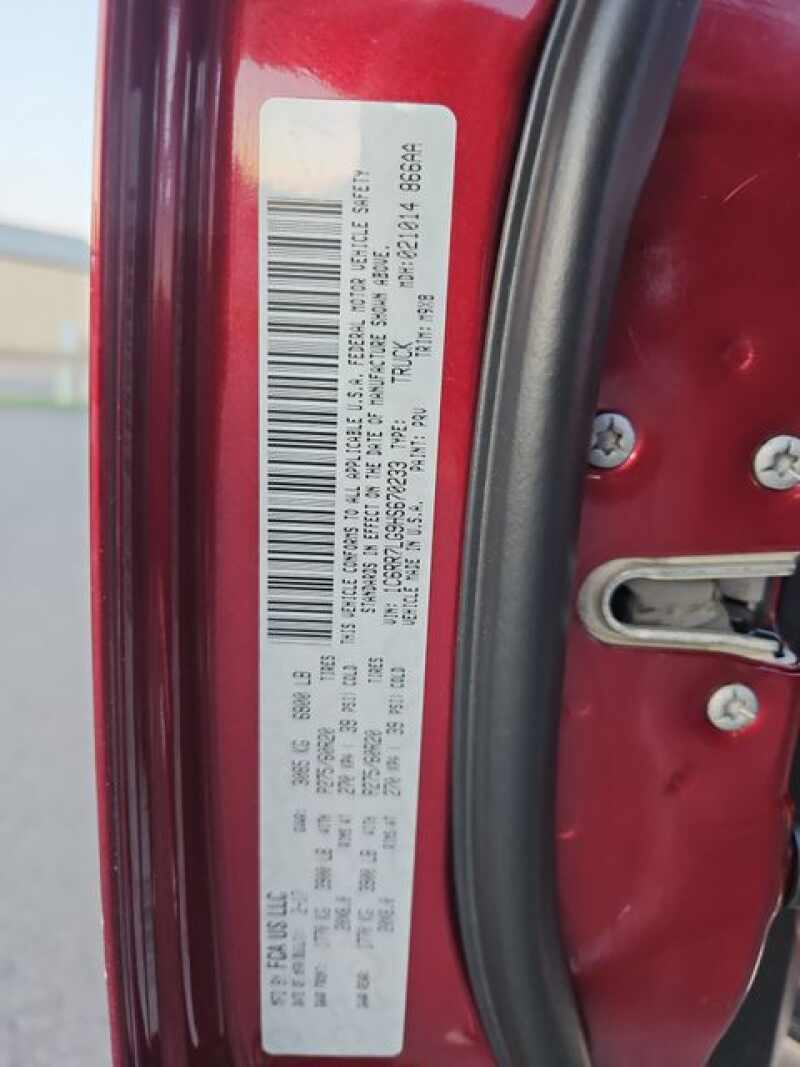 MFD BY: FCA US LLC
DATE OF MFR (MO/YR): 2-17 GVWR: 3085 KG 6800 LB
GAWR FRONT: 1770 KG 3900 LB WITH P275/60R20 TIRES
20X8.0 RIMS AT 270 KPA( 39 PSI) COLD
GAWR REAR: 1770 KG 3900 LB WITH P275/60R20 TIRES
20X8.0 RIMS AT 270 KPA( 39 PSI) COLD
THIS VEHICLE CONFORMS TO ALL APPLICABLE U.S.A. FEDERAL MOTOR VEHICLE SAFETY
STANDARDS IN EFFECT ON THE DATE OF MANUFACTURE SHOWN ABOVE.
VIN: 1C6RR7LG9HS670233 TYPE: TRUCK MDH:021014 866AA
VEHICLE MADE IN U.S.A. PAINT: PRV TRIM: M9X8